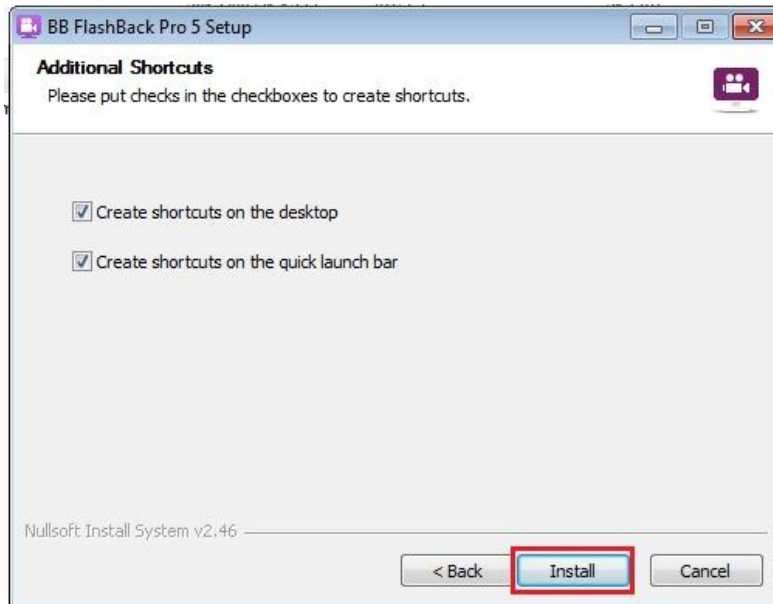 BB FlashBack Pro 5 Setup
Additional Shortcuts
Please put checks in the checkboxes to create shortcuts.
Create shortcuts on the desktop
Create shortcuts on the quick launch bar
Nullsoft Install System v2.46
< Back Install Cancel